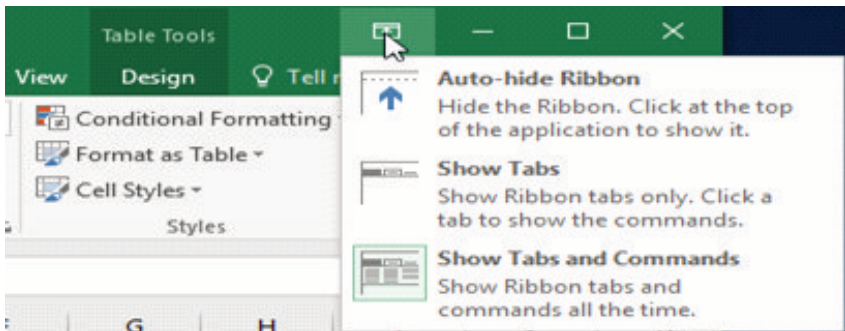 Table Tools
View Design Tell
Conditional Formatting
Format as Table
Cell Styles
Styles
Auto-hide Ribbon
Hide the Ribbon. Click at the top
of the application to show it.
Show Tabs
Show Ribbon tabs only. Click a
tab to show the commands.
Show Tabs and Commands
Show Ribbon tabs and
commands all the time.
G H